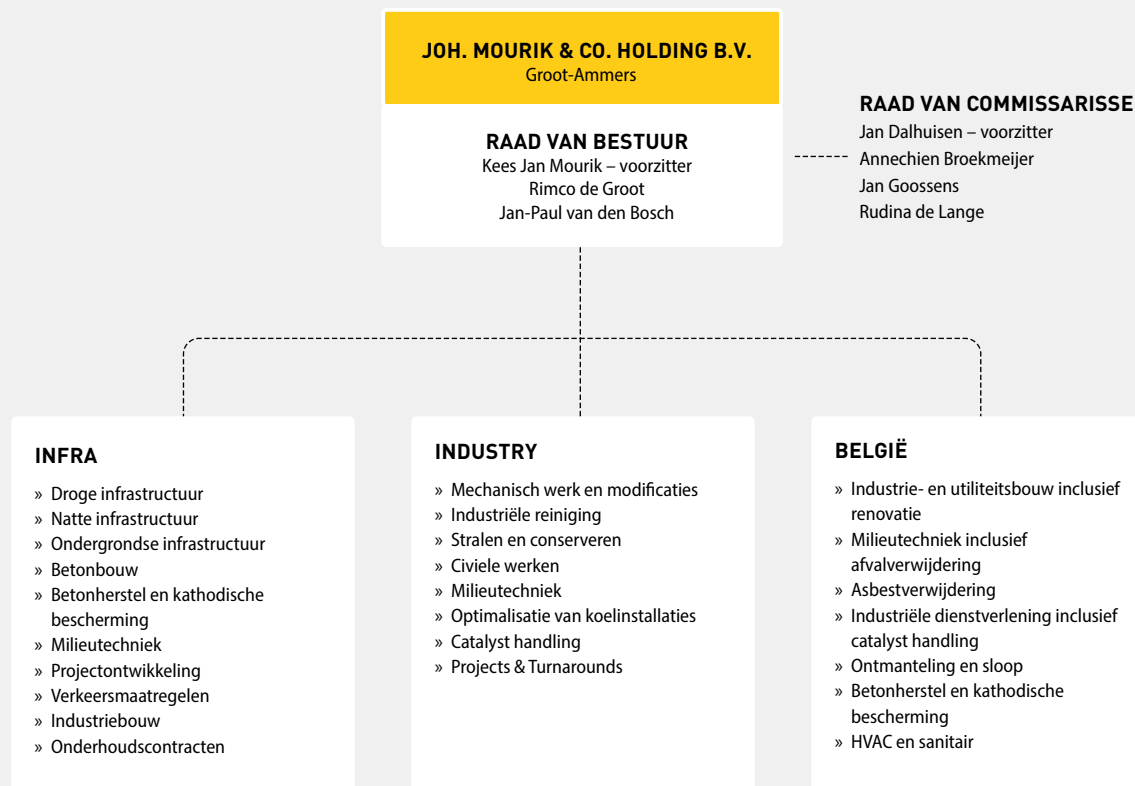 JOH. MOURIK & CO. HOLDING B.V.
Groot-Ammers
RAAD VAN BESTUUR
Kees Jan Mourik – voorzitter
Rimco de Groot
Jan-Paul van den Bosch
RAAD VAN COMMISSARISSE
Jan Dalhuisen – voorzitter
Annechien Broekmeijer
Jan Goossens
Rudina de Lange
INFRA
» Droge infrastructuur
» Natte infrastructuur
» Ondergrondse infrastructuur
» Betonbouw
» Betonherstel en kathodische
bescherming
» Milieutechniek
» Projectontwikkeling
» Verkeersmaatregelen
» Industriebouw
» Onderhoudscontracten
INDUSTRY
» Mechanisch werk en modificaties
» Industriële reiniging
» Stralen en conserveren
» Civiele werken
» Milieutechniek
» Optimalisatie van koelinstallaties
» Catalyst handling
» Projects & Turnarounds
BELGIË
» Industrie- en utiliteitsbouw inclusief
renovatie
» Milieutechniek inclusief
afvalverwijdering
» Asbestverwijdering
» Industriële dienstverlening inclusief
catalyst handling
» Ontmanteling en sloop
» Betonherstel en kathodische
bescherming
» HVAC en sanitair